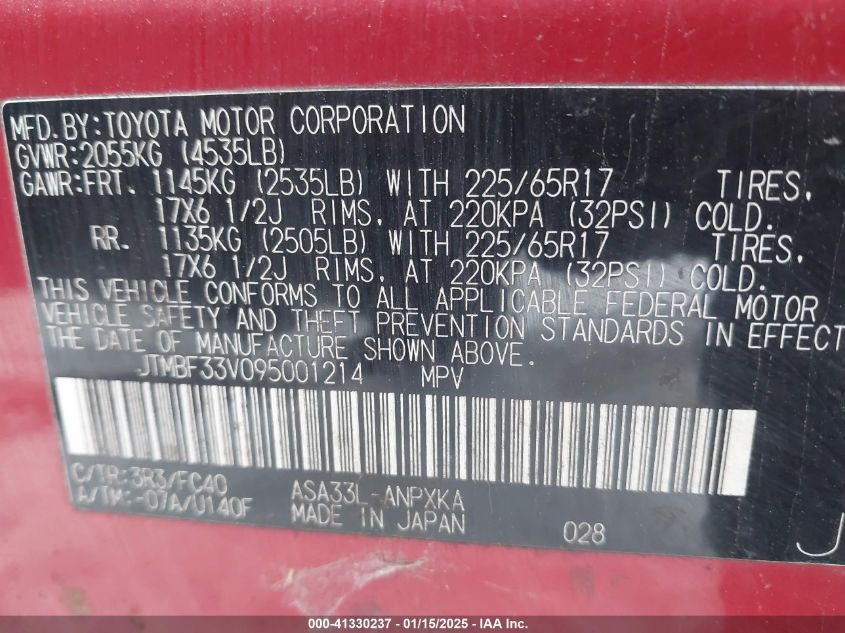 MFD.BY:TOYOTA MOTOR CORPORATION
GVWR:2055KG (4535LB)
GAWR:FRT. 1145KG (2535LB) WITH 225/65R17 TIRES,
17X6 1/2J RIMS, AT 220KPA (32PSI) COLD.
RR. 1135KG (2505LB) WITH 225/65R17 TIRES,
17X6 1/2J RIMS, AT 220KPA (32PSI) COLD.
THIS VEHICLE CONFORMS TO ALL APPLICABLE FEDERAL MOTOR
VEHICLE SAFETY AND THEFT PREVENTION STANDARDS IN EFFECT
THE DATE OF MANUFACTURE SHOWN ABOVE.
JTMBF33V095001214 MPV
C/TR:3R3/FC40
A/TM:-07A/U140F
ASA33L-ANPXKA
MADE IN JAPAN
028
J
000-41330237 - 01/15/2025 - IAA Inc.